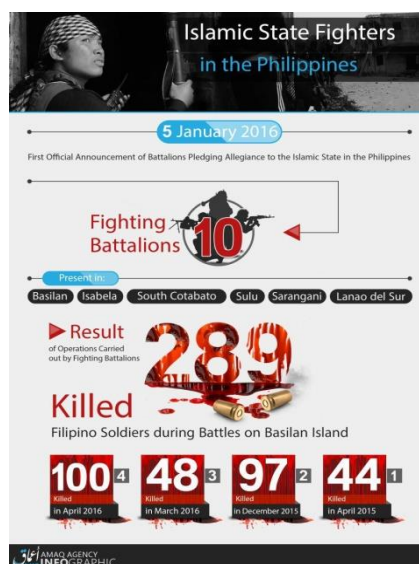 Islamic State Fighters
in the Philippines
5 January 2016
First Official Announcement of Battalions Pledging Allegiance to the Islamic State in the Philippines
Fighting
Battalions
10
Present in:
Basilan Isabela South Cotabato Sulu Sarangani Lanao del Sur
Result
of Operations Carried
out by Fighting Battalions
289
Killed
Filipino Soldiers during Battles on Basilan Island
100 4 48 3 97 2 44 1
Killed Killed Killed Killed
in April 2016 in March 2016 in December 2015 in April 2015
أعماق AMAQ AGENCY
INFOGRAPHIC